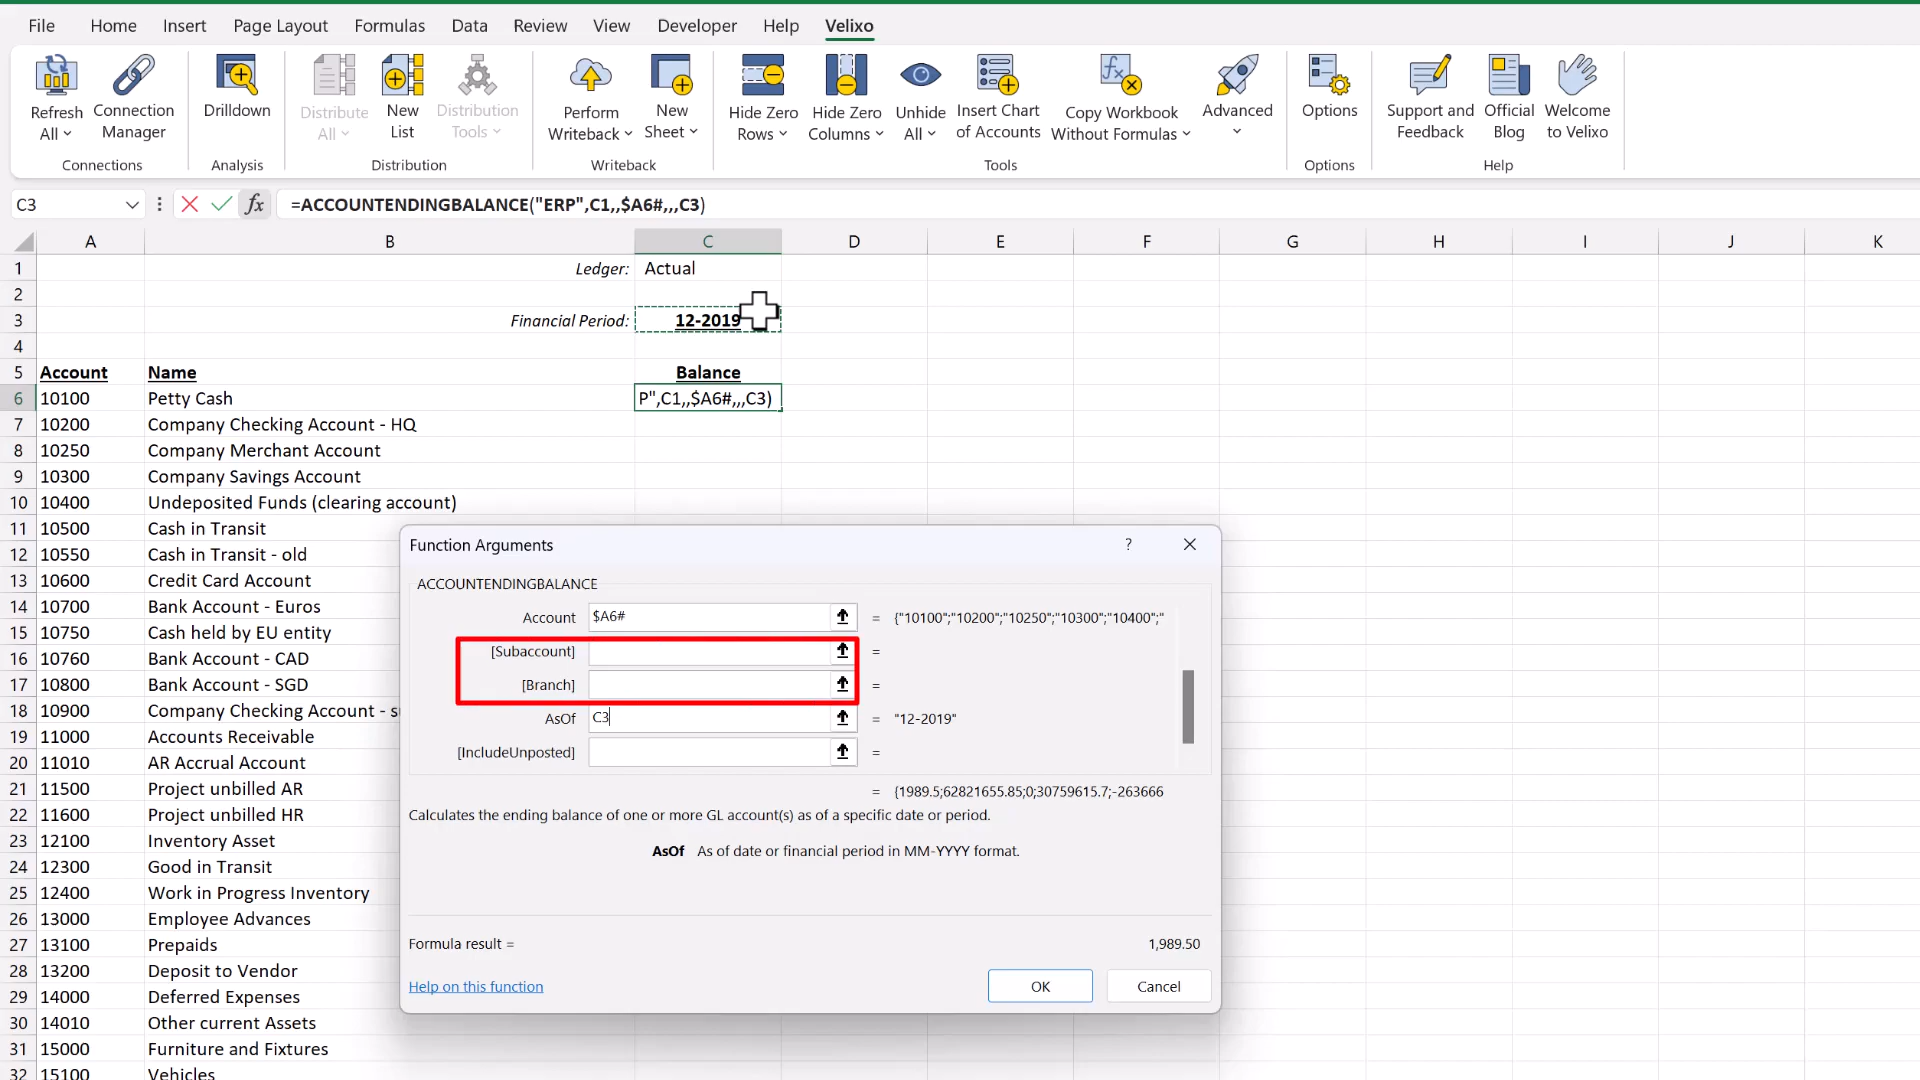 File Home Insert Page Layout Formulas Data Review View Developer Help Velixo
Refresh All
Connection Manager
Connections
Drilldown
Analysis
Distribute All
New List
Distribution Tools
Distribution
Perform Writeback
New Sheet
Writeback
Hide Zero Rows
Hide Zero Columns
Unhide All
Insert Chart of Accounts
Copy Workbook Without Formulas
Advanced
Tools
Options
Options
Support and Feedback
Official Blog
Welcome to Velixo
Help
C3 fx =ACCOUNTENDINGBALANCE("ERP",C1,,$A6#,,,C3)
A B C D E F G H I J K
1 Ledger: Actual
2
3 Financial Period: 12-2019
4
5 Account Name Balance
6 10100 Petty Cash P",C1,,$A6#,,,C3)
7 10200 Company Checking Account - HQ
8 10250 Company Merchant Account
9 10300 Company Savings Account
10 10400 Undeposited Funds (clearing account)
11 10500 Cash in Transit
12 10550 Cash in Transit - old
13 10600 Credit Card Account
14 10700 Bank Account - Euros
15 10750 Cash held by EU entity
16 10760 Bank Account - CAD
17 10800 Bank Account - SGD
18 10900 Company Checking Account - s
19 11000 Accounts Receivable
20 11010 AR Accrual Account
21 11500 Project unbilled AR
22 11600 Project unbilled HR
23 12100 Inventory Asset
24 12300 Good in Transit
25 12400 Work in Progress Inventory
26 13000 Employee Advances
27 13100 Prepaids
28 13200 Deposit to Vendor
29 14000 Deferred Expenses
30 14010 Other current Assets
31 15000 Furniture and Fixtures
32 15100 Vehicles
Function Arguments ?
ACCOUNTENDINGBALANCE
Account $A6# = {"10100";"10200";"10250";"10300";"10400";"
[Subaccount] =
[Branch] =
AsOf C3 = "12-2019"
[IncludeUnposted] =
= {1989.5;62821655.85;0;30759615.7;-263666
Calculates the ending balance of one or more GL account(s) as of a specific date or period.
AsOf As of date or financial period in MM-YYYY format.
Formula result = 1,989.50
Help on this function OK Cancel